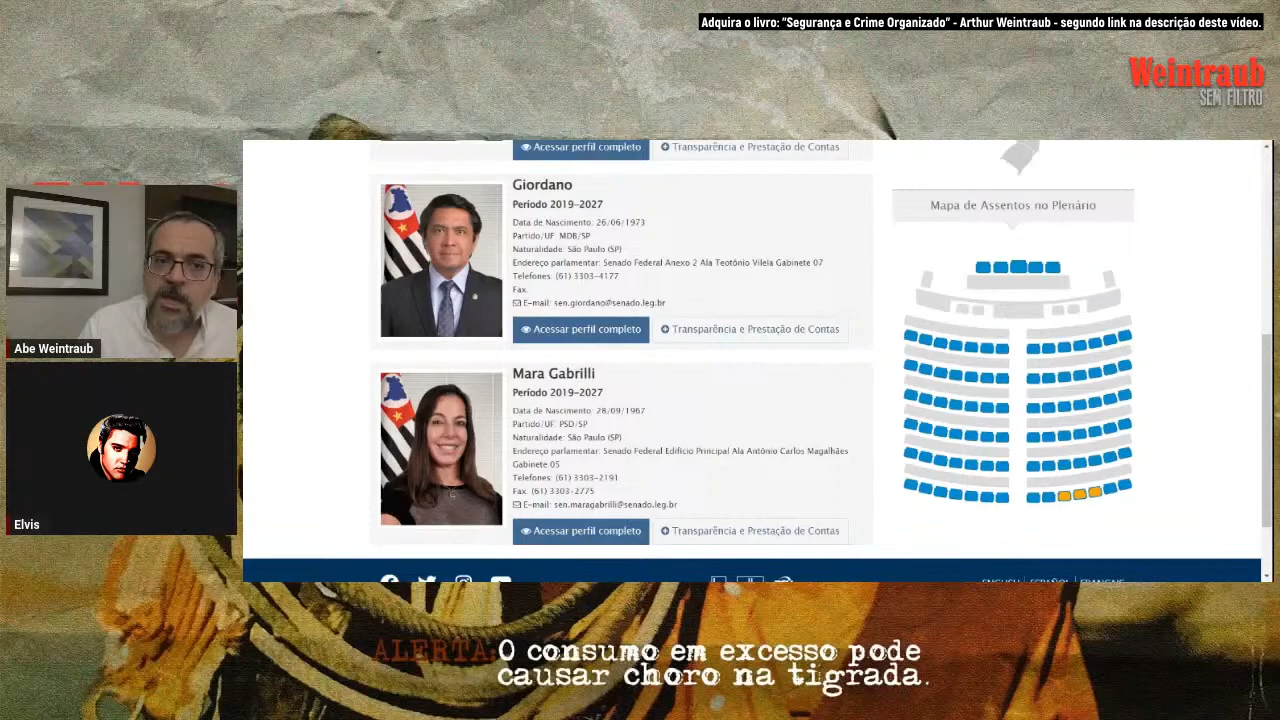 Adquira o livro: "Segurança e Crime Organizado" - Arthur Weintraub - segundo link na descrição deste vídeo.
Weintraub
SEM FILTRO
Acessar perfil completo
Transparência e Prestação de Contas
Giordano
Período 2019-2027
Data de Nascimento: 26/06/1973
Partido/UF: MDB/SP
Naturalidade: São Paulo (SP)
Endereço parlamentar: Senado Federal Anexo 2 Ala Teotônio Vilela Gabinete 07
Telefones: (61) 3303-4177
Fax:
E-mail: sen.giordano@senado.leg.br
Acessar perfil completo
Transparência e Prestação de Contas
Mara Gabrilli
Período 2019-2027
Data de Nascimento: 28/09/1967
Partido/UF: PSD/SP
Naturalidade: São Paulo (SP)
Endereço parlamentar: Senado Federal Edifício Principal Ala Antônio Carlos Magalhães
Gabinete 05
Telefones: (61) 3303-2191
Fax: (61) 3303-2775
E-mail: sen.maragabrilli@senado.leg.br
Acessar perfil completo
Transparência e Prestação de Contas
Mapa de Assentos no Plenário
ENGLISH | ESPAÑOL | FRANÇAIS
Abe Weintraub
Elvis
ALERTA: O consumo em excesso pode
causar choro na tigrada.